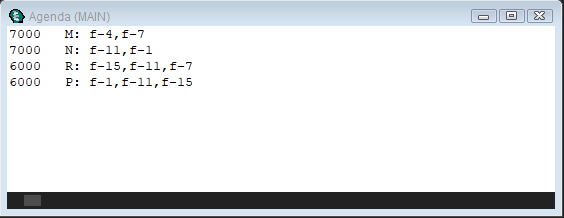 Agenda (MAIN)
7000 M: f-4,f-7
7000 N: f-11,f-1
6000 R: f-15,f-11,f-7
6000 P: f-1,f-11,f-15